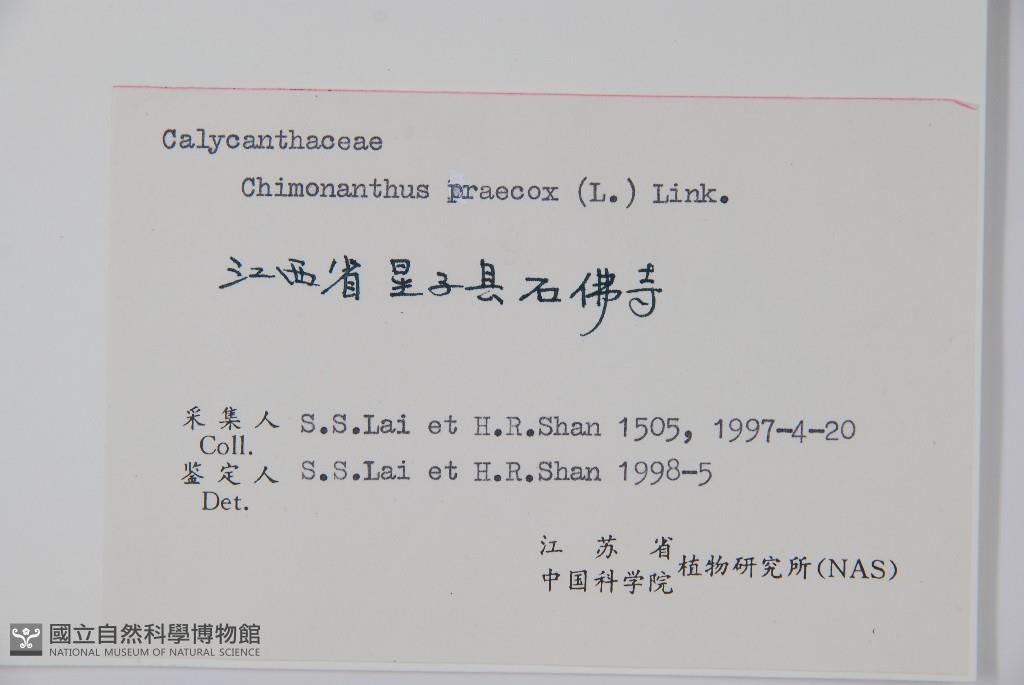 Calycanthaceae
Chimonanthus praecox (L.) Link.
江西省星子县石佛寺
采集人 S.S.Lai et H.R.Shan 1505, 1997-4-20
Coll.
鉴定人 S.S.Lai et H.R.Shan 1998-5
Det.
江苏省
中国科学院 植物研究所(NAS)
國立自然科學博物館
NATIONAL MUSEUM OF NATURAL SCIENCE